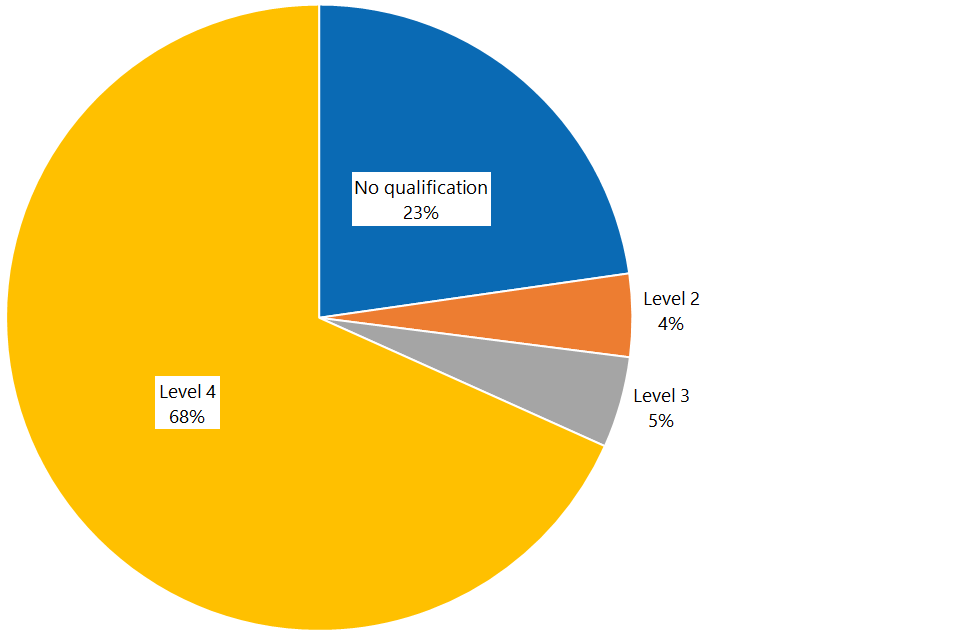 No qualification
23%
Level 2
4%
Level 3
5%
Level 4
68%